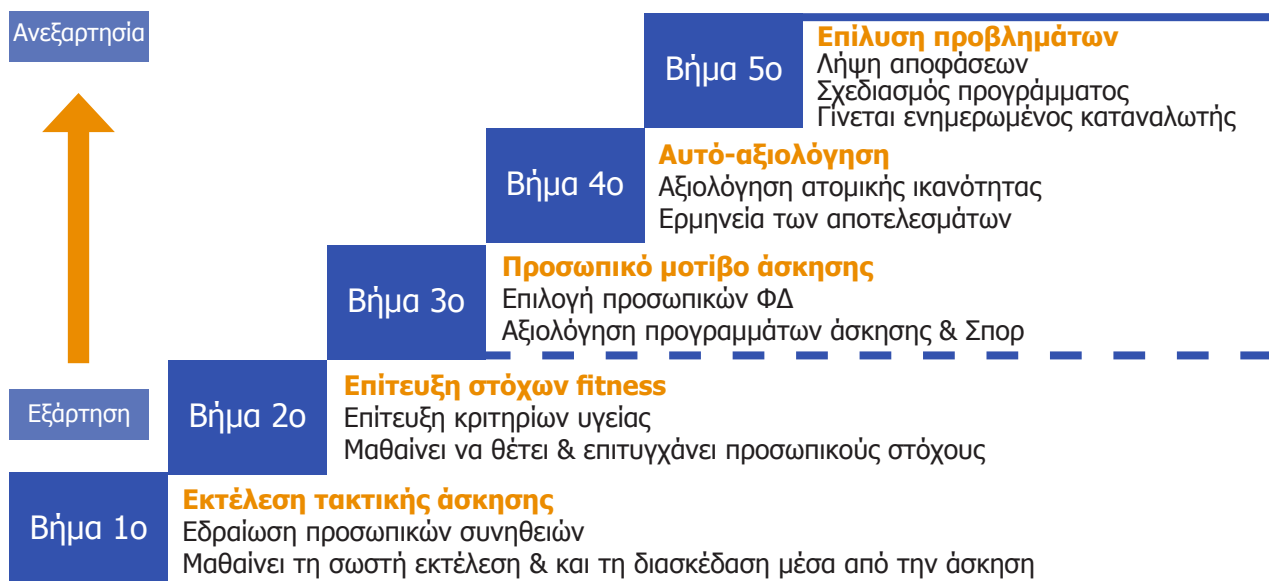 Ανεξαρτησία
Βήμα 5ο
Επίλυση προβλημάτων
Λήψη αποφάσεων
Σχεδιασμός προγράμματος
Γίνεται ενημερωμένος καταναλωτής
Βήμα 4ο
Αυτό-αξιολόγηση
Αξιολόγηση ατομικής ικανότητας
Ερμηνεία των αποτελεσμάτων
Βήμα 3ο
Προσωπικό μοτίβο άσκησης
Επιλογή προσωπικών ΦΔ
Αξιολόγηση προγραμμάτων άσκησης & Σπορ
Εξάρτηση
Βήμα 2ο
Επίτευξη στόχων fitness
Επίτευξη κριτηρίων υγείας
Μαθαίνει να θέτει & επιτυγχάνει προσωπικούς στόχους
Βήμα 1ο
Εκτέλεση τακτικής άσκησης
Εδραίωση προσωπικών συνηθειών
Μαθαίνει τη σωστή εκτέλεση & και τη διασκέδαση μέσα από την άσκηση